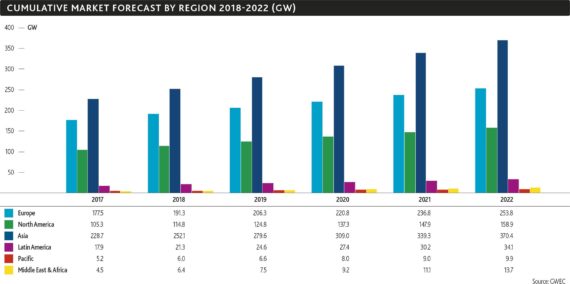 CUMULATIVE MARKET FORECAST BY REGION 2018-2022 (GW)
400 GW
350
300
250
200
150
100
50
2017 2018 2019 2020 2021 2022
Europe 177.5 191.3 206.3 220.8 236.8 253.8
North America 105.3 114.8 124.8 137.3 147.9 158.9
Asia 228.7 252.1 279.6 309.0 339.3 370.4
Latin America 17.9 21.3 24.6 27.4 30.2 34.1
Pacific 5.2 6.0 6.6 8.0 9.0 9.9
Middle East & Africa 4.5 6.4 7.5 9.2 11.1 13.7
Source: GWEC